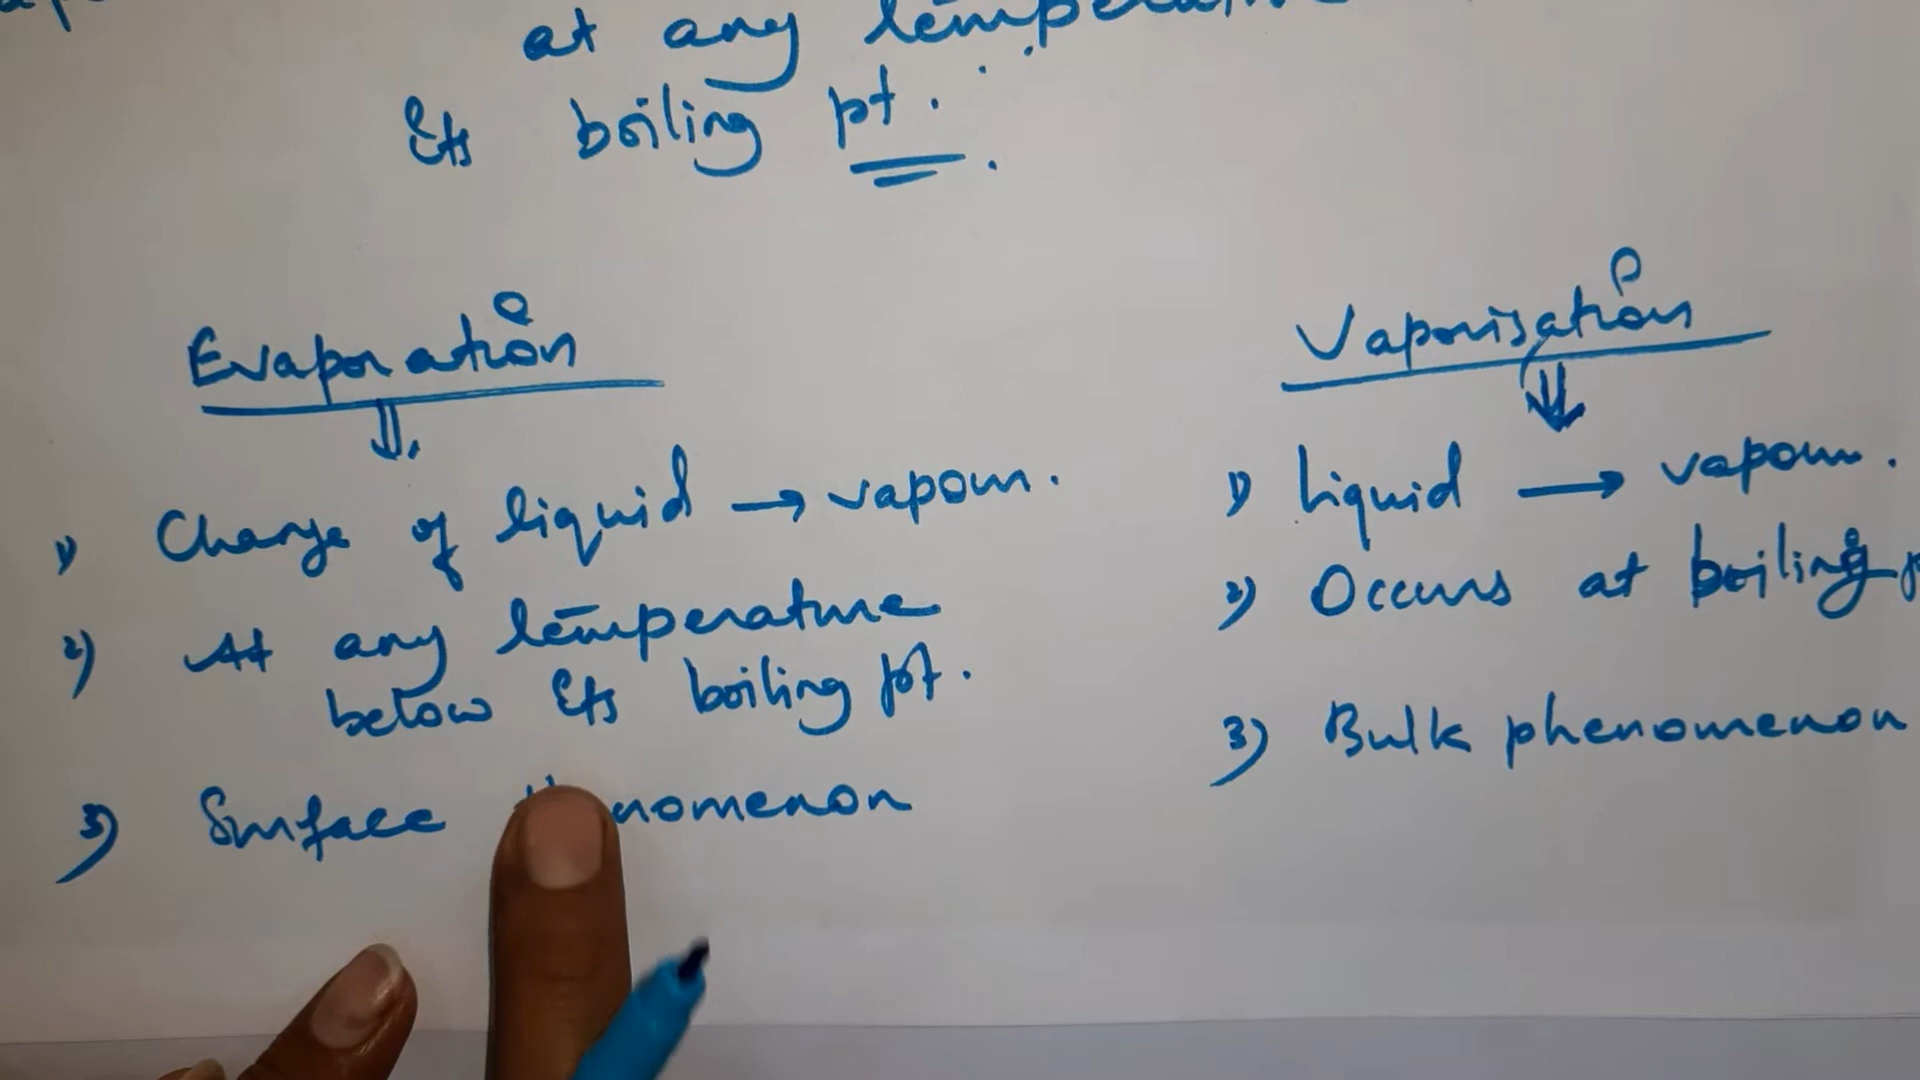 at any temperature
its boiling pt.
Evaporation
Vaporisation
1) Change of liquid → vapour.
1) Liquid → vapour.
2) At any temperature
below its boiling pt.
2) Occurs at boiling
3) Surface phenomenon
3) Bulk phenomenon